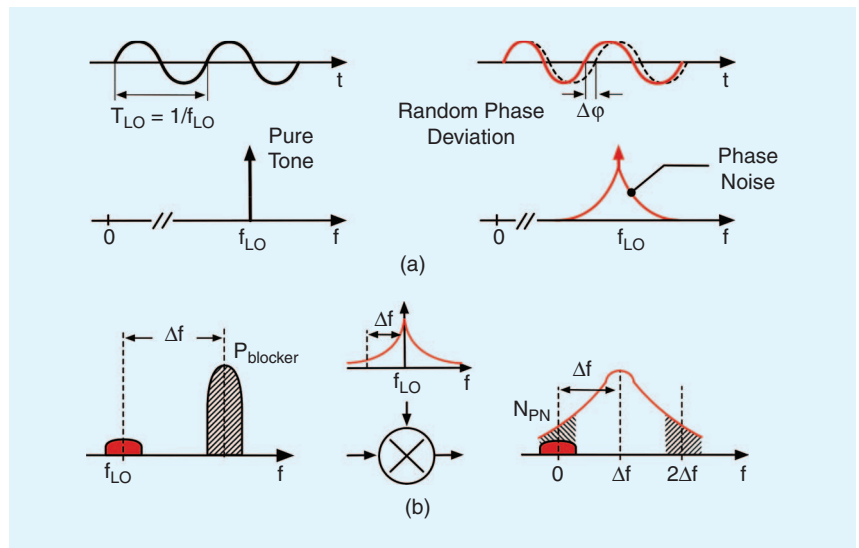 t
T_LO = 1/f_LO
t
Δφ
Random Phase
Deviation
Pure
Tone
0
f_LO
f
Phase
Noise
0
f_LO
f
(a)
Δf
P_blocker
f_LO
f
Δf
f_LO
f
Δf
N_PN
0
Δf
2Δf
f
(b)